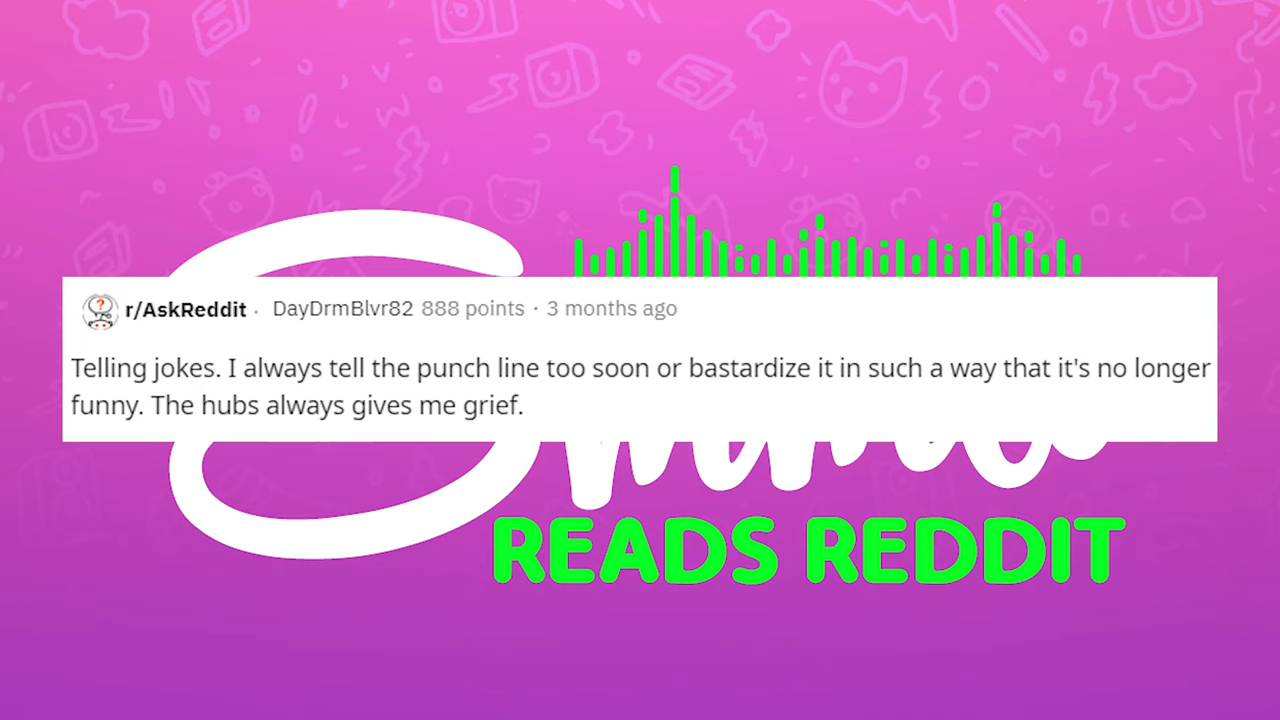 r/AskReddit · DayDrmBlvr82 888 points · 3 months ago
Telling jokes. I always tell the punch line too soon or bastardize it in such a way that it's no longer
funny. The hubs always gives me grief.
READS REDDIT